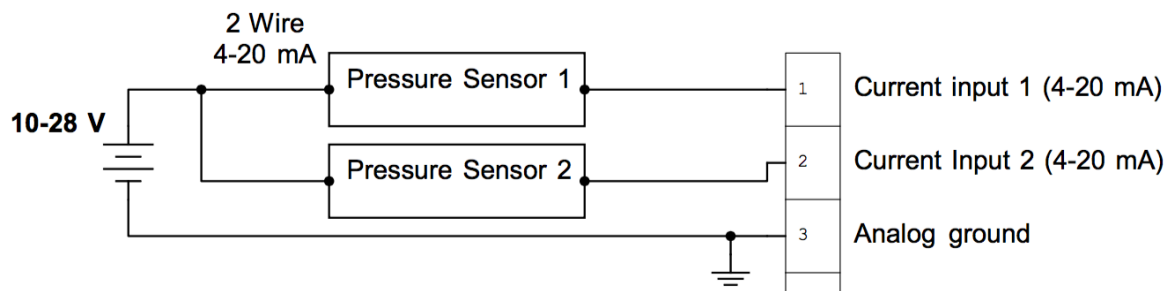 2 Wire
4-20 mA
Pressure Sensor 1
1
Current input 1 (4-20 mA)
10-28 V
Pressure Sensor 2
2
Current Input 2 (4-20 mA)
3
Analog ground